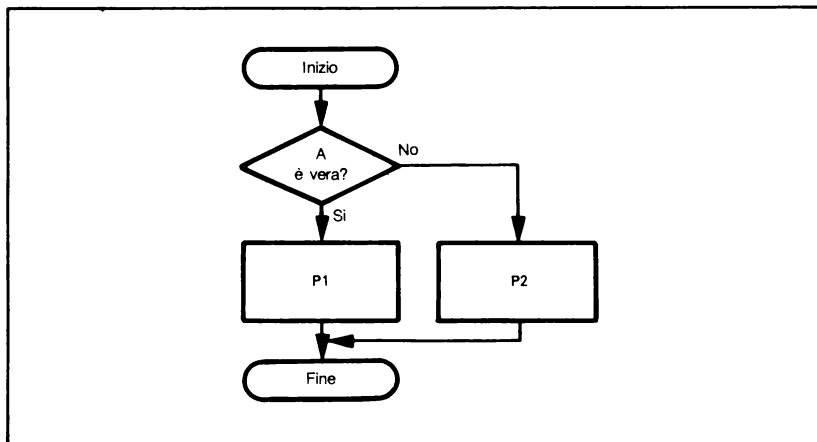 Inizio
A
è vera?
No
Si
P1
P2
Fine